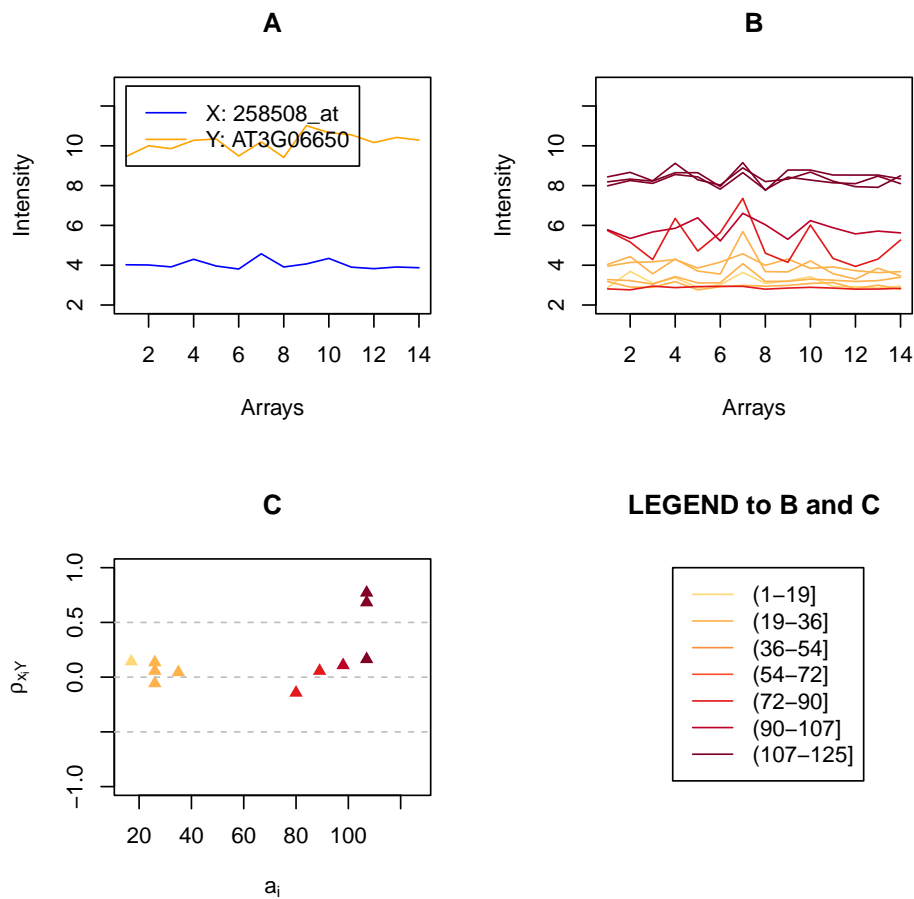 A
Intensity
2
4
6
8
10
X: 258508_at
Y: AT3G06650
2 4 6 8 10 12 14
Arrays
B
Intensity
2
4
6
8
10
2 4 6 8 10 12 14
Arrays
C
ρxiY
1.0
0.5
0.0
−1.0
20 40 60 80 100
ai
LEGEND to B and C
(1−19]
(19−36]
(36−54]
(54−72]
(72−90]
(90−107]
(107−125]